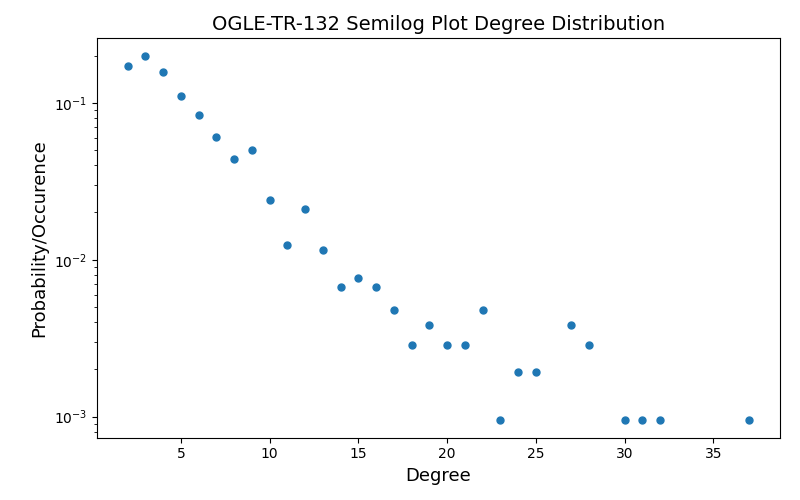 OGLE-TR-132 Semilog Plot Degree Distribution
Probability/Occurence
10⁻¹
10⁻²
10⁻³
5 10 15 20 25 30 35
Degree